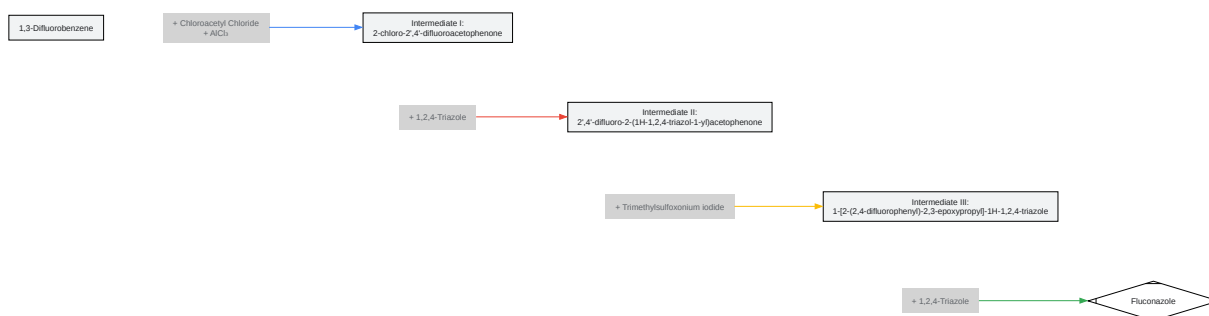 1,3-Difluorobenzene
+ Chloroacetyl Chloride
+ AlCl₃
Intermediate I:
2-chloro-2',4'-difluoroacetophenone
+ 1,2,4-Triazole
Intermediate II:
2',4'-difluoro-2-(1H-1,2,4-triazol-1-yl)acetophenone
+ Trimethylsulfoxonium iodide
Intermediate III:
1-[2-(2,4-difluorophenyl)-2,3-epoxypropyl]-1H-1,2,4-triazole
+ 1,2,4-Triazole
Fluconazole